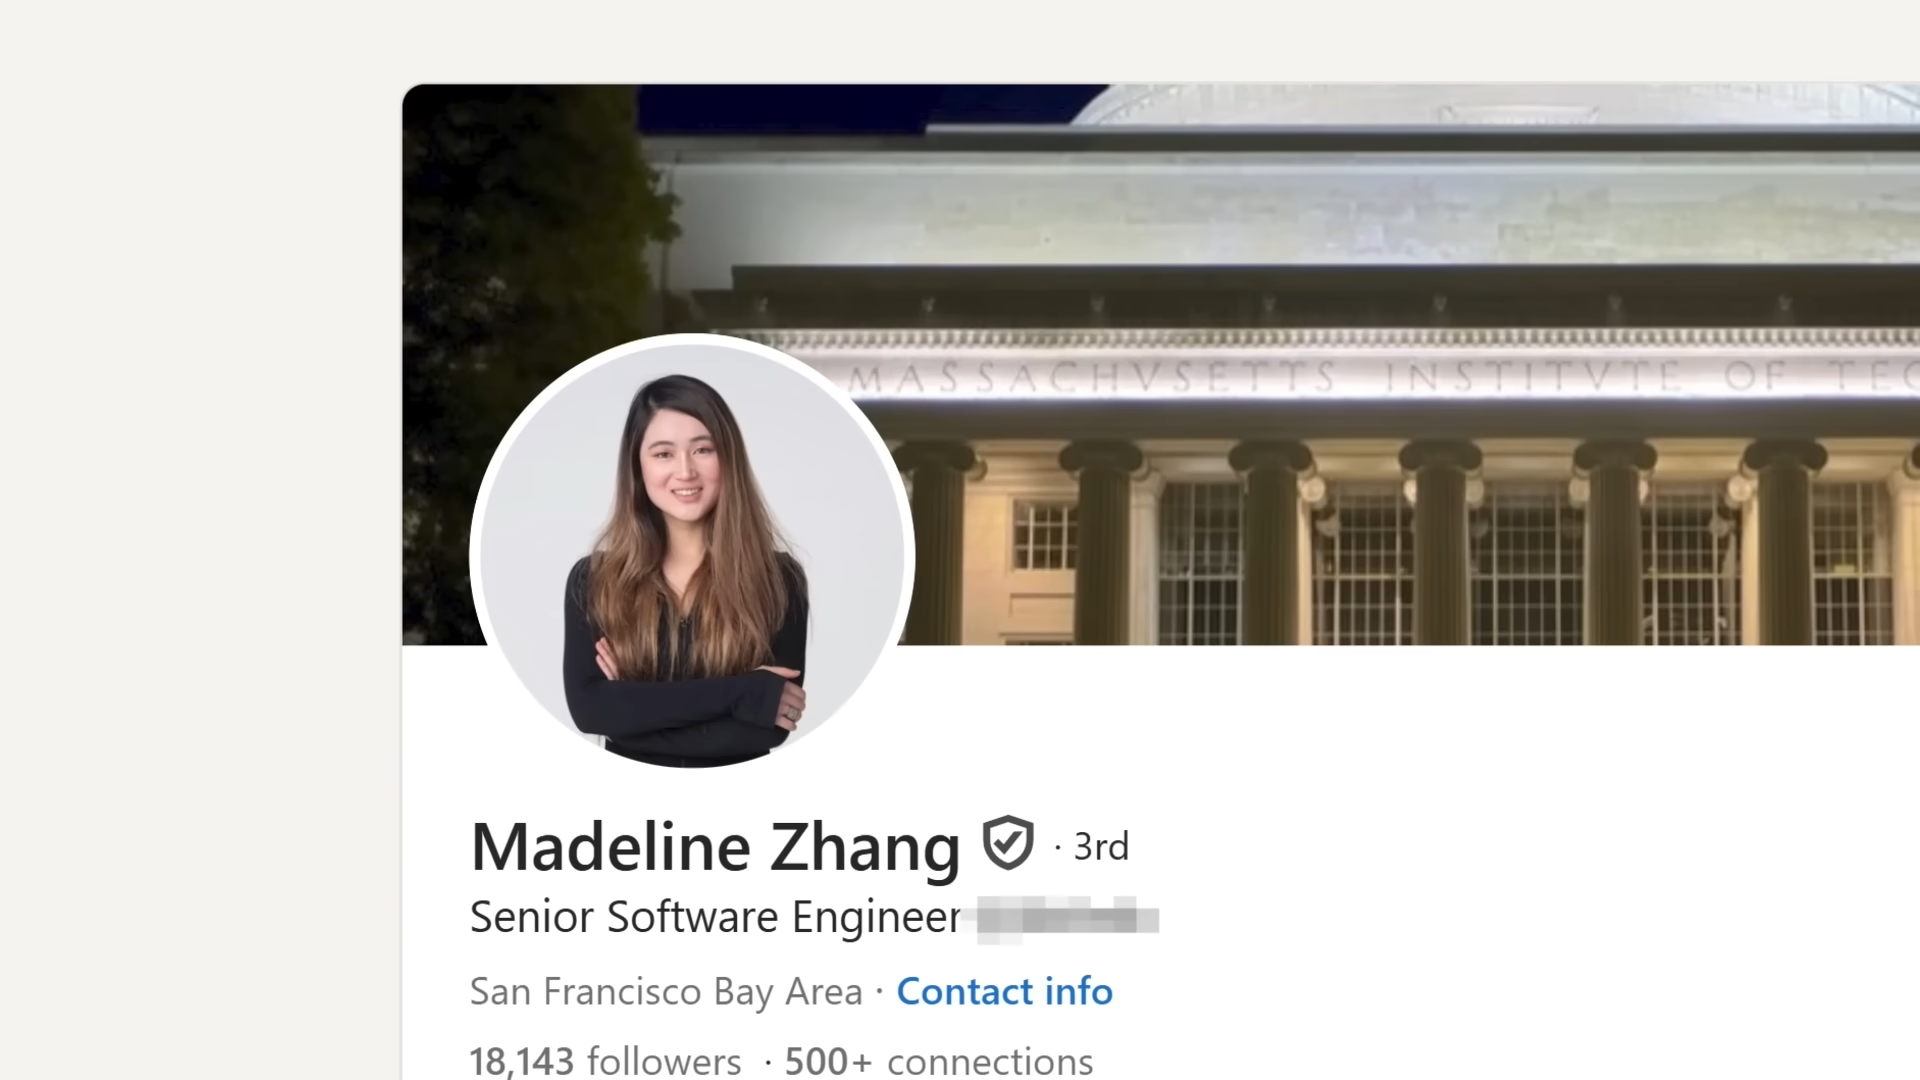 MASSACHVSETTS INSTITVTE OF TEC
Madeline Zhang · 3rd
Senior Software Engineer
San Francisco Bay Area · Contact info
18,143 followers · 500+ connections